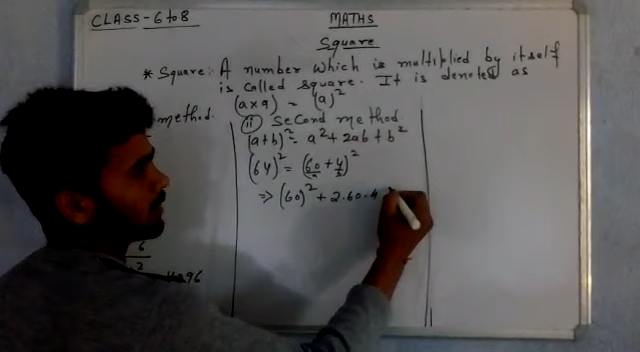 CLASS-6 to 8
MATHS
Square
* Square:- A number which is multiplied by itself
is called square. It is denoted as
(a×a) = (a)²
method.
(ii) Second method.
(a+b)² = a² + 2ab + b²
(64)² = (60/a + 4/b)²
⇒ (60)² + 2.60.4
6
2
4096